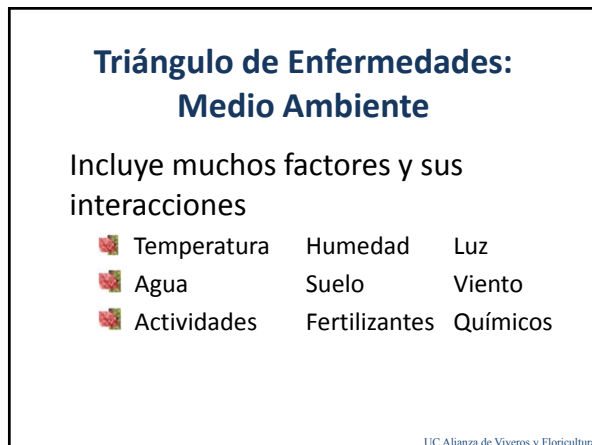 Triángulo de Enfermedades:
Medio Ambiente
Incluye muchos factores y sus
interacciones
Temperatura Humedad Luz
Agua Suelo Viento
Actividades Fertilizantes Químicos
UC Alianza de Viveros y Floricultura